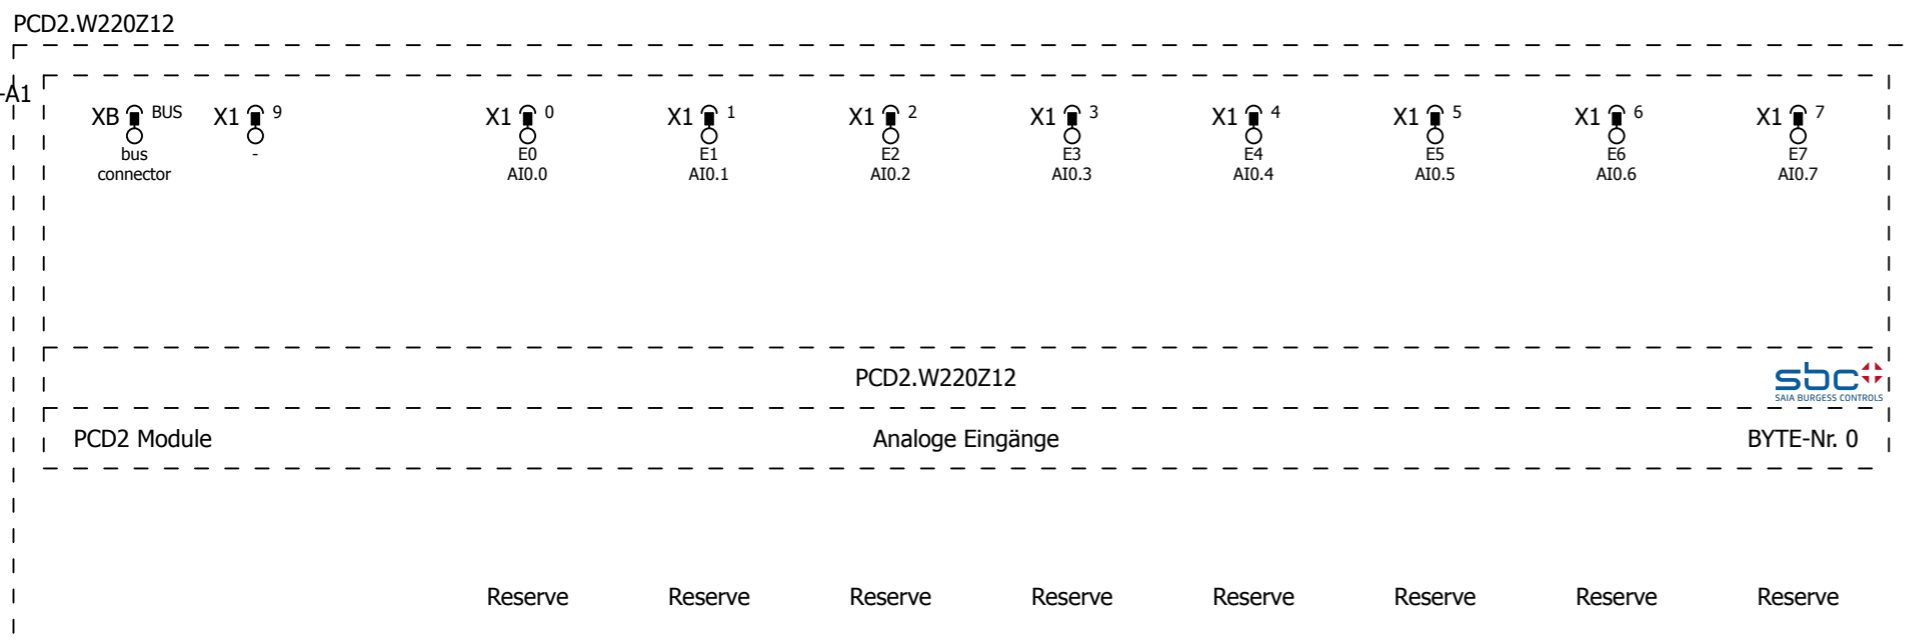 PCD2.W220Z12
-A1
XB BUS X1 9 X1 0 X1 1 X1 2 X1 3 X1 4 X1 5 X1 6 X1 7
bus - E0 E1 E2 E3 E4 E5 E6 E7
connector AI0.0 AI0.1 AI0.2 AI0.3 AI0.4 AI0.5 AI0.6 AI0.7
PCD2.W220Z12 sbc
SAIA BURGESS CONTROLS
PCD2 Module Analoge Eingänge BYTE-Nr. 0
Reserve Reserve Reserve Reserve Reserve Reserve Reserve Reserve